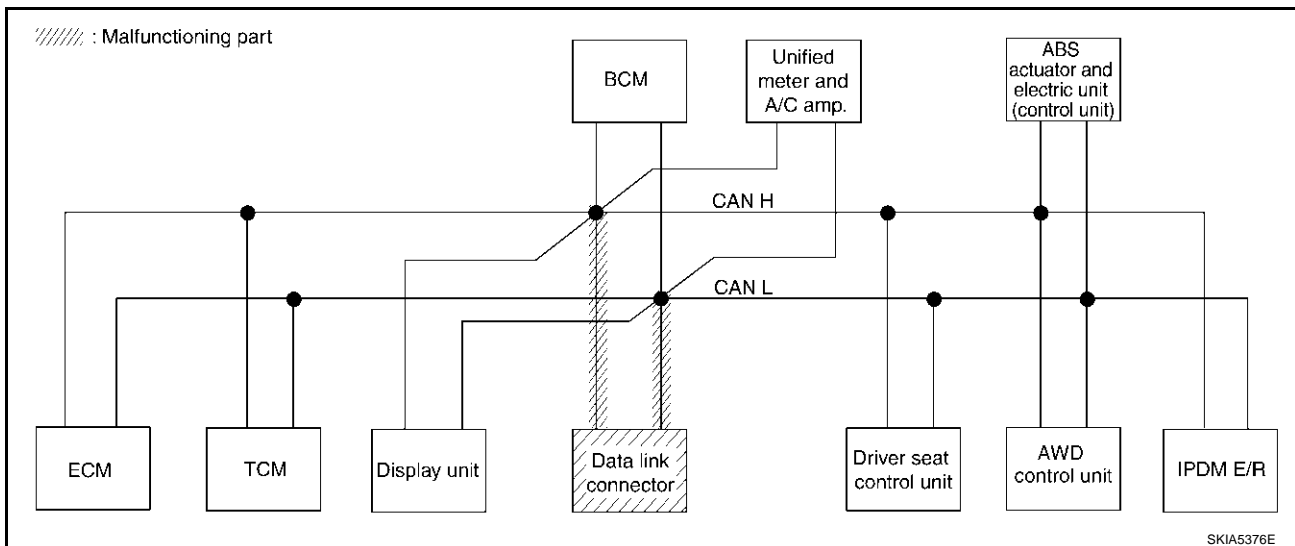 : Malfunctioning part
BCM
Unified
meter and
A/C amp.
ABS
actuator and
electric unit
(control unit)
CAN H
CAN L
ECM
TCM
Display unit
Data link
connector
Driver seat
control unit
AWD
control unit
IPDM E/R
SKIA5376E